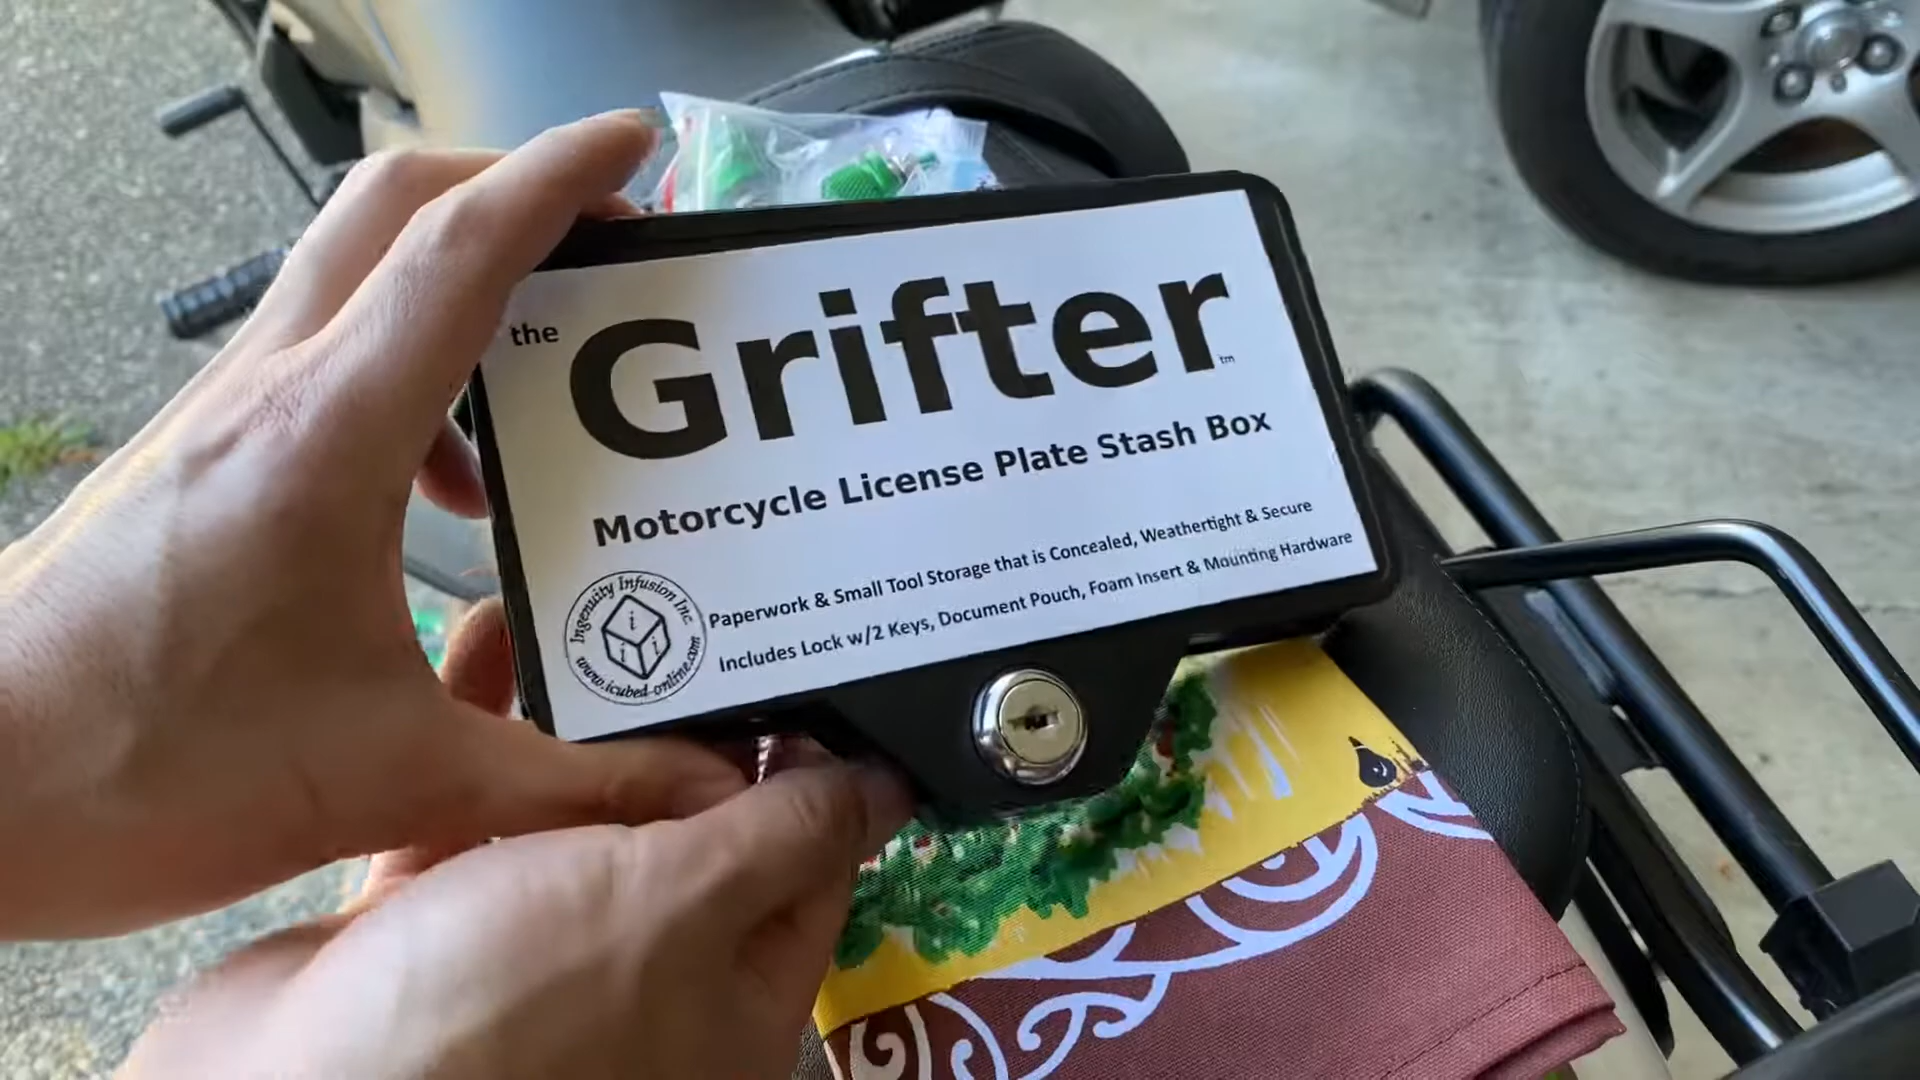 the
Grifter
tm
Motorcycle License Plate Stash Box
Paperwork & Small Tool Storage that is Concealed, Weathertight & Secure
Includes Lock w/2 Keys, Document Pouch, Foam Insert & Mounting Hardware
Ingenuity Infusion Inc.
i
i i
www.icubed-online.com